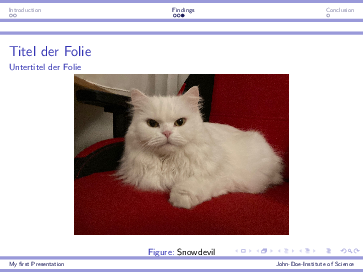 Introduction Findings Conclusion
Titel der Folie
Untertitel der Folie
Figure: Snowdevil
My first Presentation John-Doe-Institute of Science